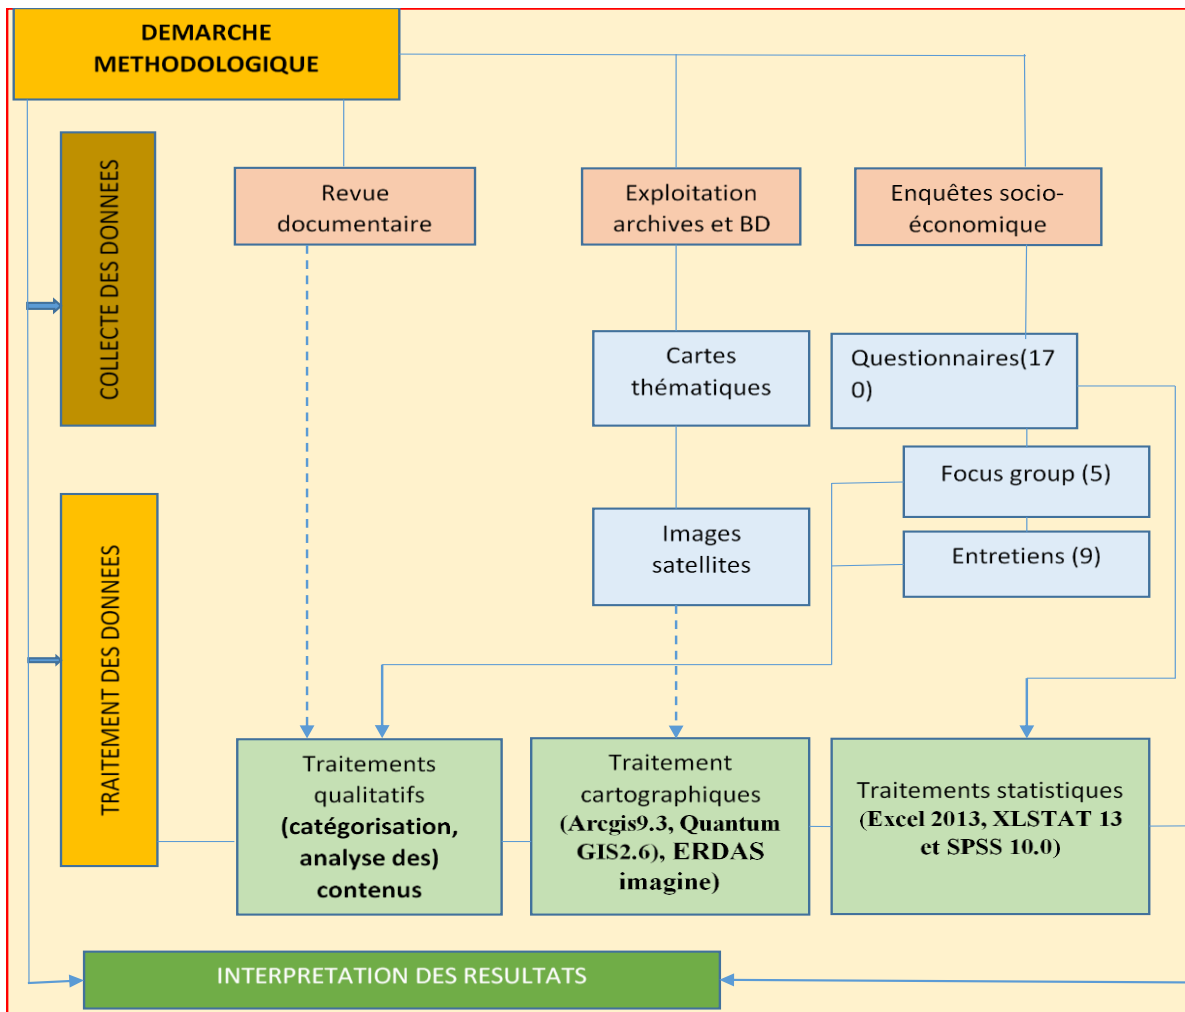 DEMARCHE
METHODOLOGIQUE
COLLECTE DES DONNEES
Revue
documentaire
Exploitation
archives et BD
Enquêtes socio-
économique
Cartes
thématiques
Questionnaires(17
0)
Focus group (5)
Images
satellites
Entretiens (9)
TRAITEMENT DES DONNEES
Traitements
qualitatifs
(catégorisation,
analyse des)
contenus
Traitement
cartographiques
(Arcgis9.3, Quantum
GIS2.6), ERDAS
imagine)
Traitements statistiques
(Excel 2013, XLSTAT 13
et SPSS 10.0)
INTERPRETATION DES RESULTATS